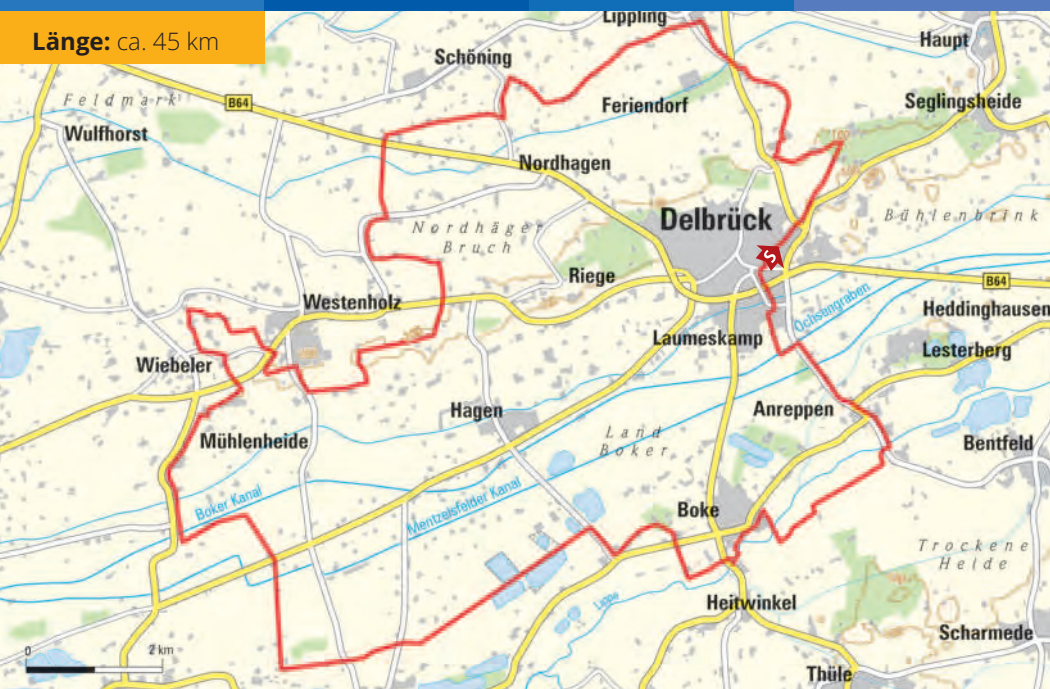 Länge: ca. 45 km
Lippling
Haupt
Schöning
Feldmark
B64
Feriendorf
Seglingsheide
Wulfhorst
Nordhagen
Delbrück
Bühlenbrink
Nordhäger
Bruch
S
Riege
B64
Westenholz
Ochsengraben
Heddinghausen
Laumeskamp
Lesterberg
Wiebeler
Anreppen
Hagen
Mühlenheide
Land
Boker
Bentfeld
Boker Kanal
Mentzelsfelder Kanal
Boke
Trockene
Heide
Lippe
Heitwinkel
Scharmede
0
2 km
Thüle